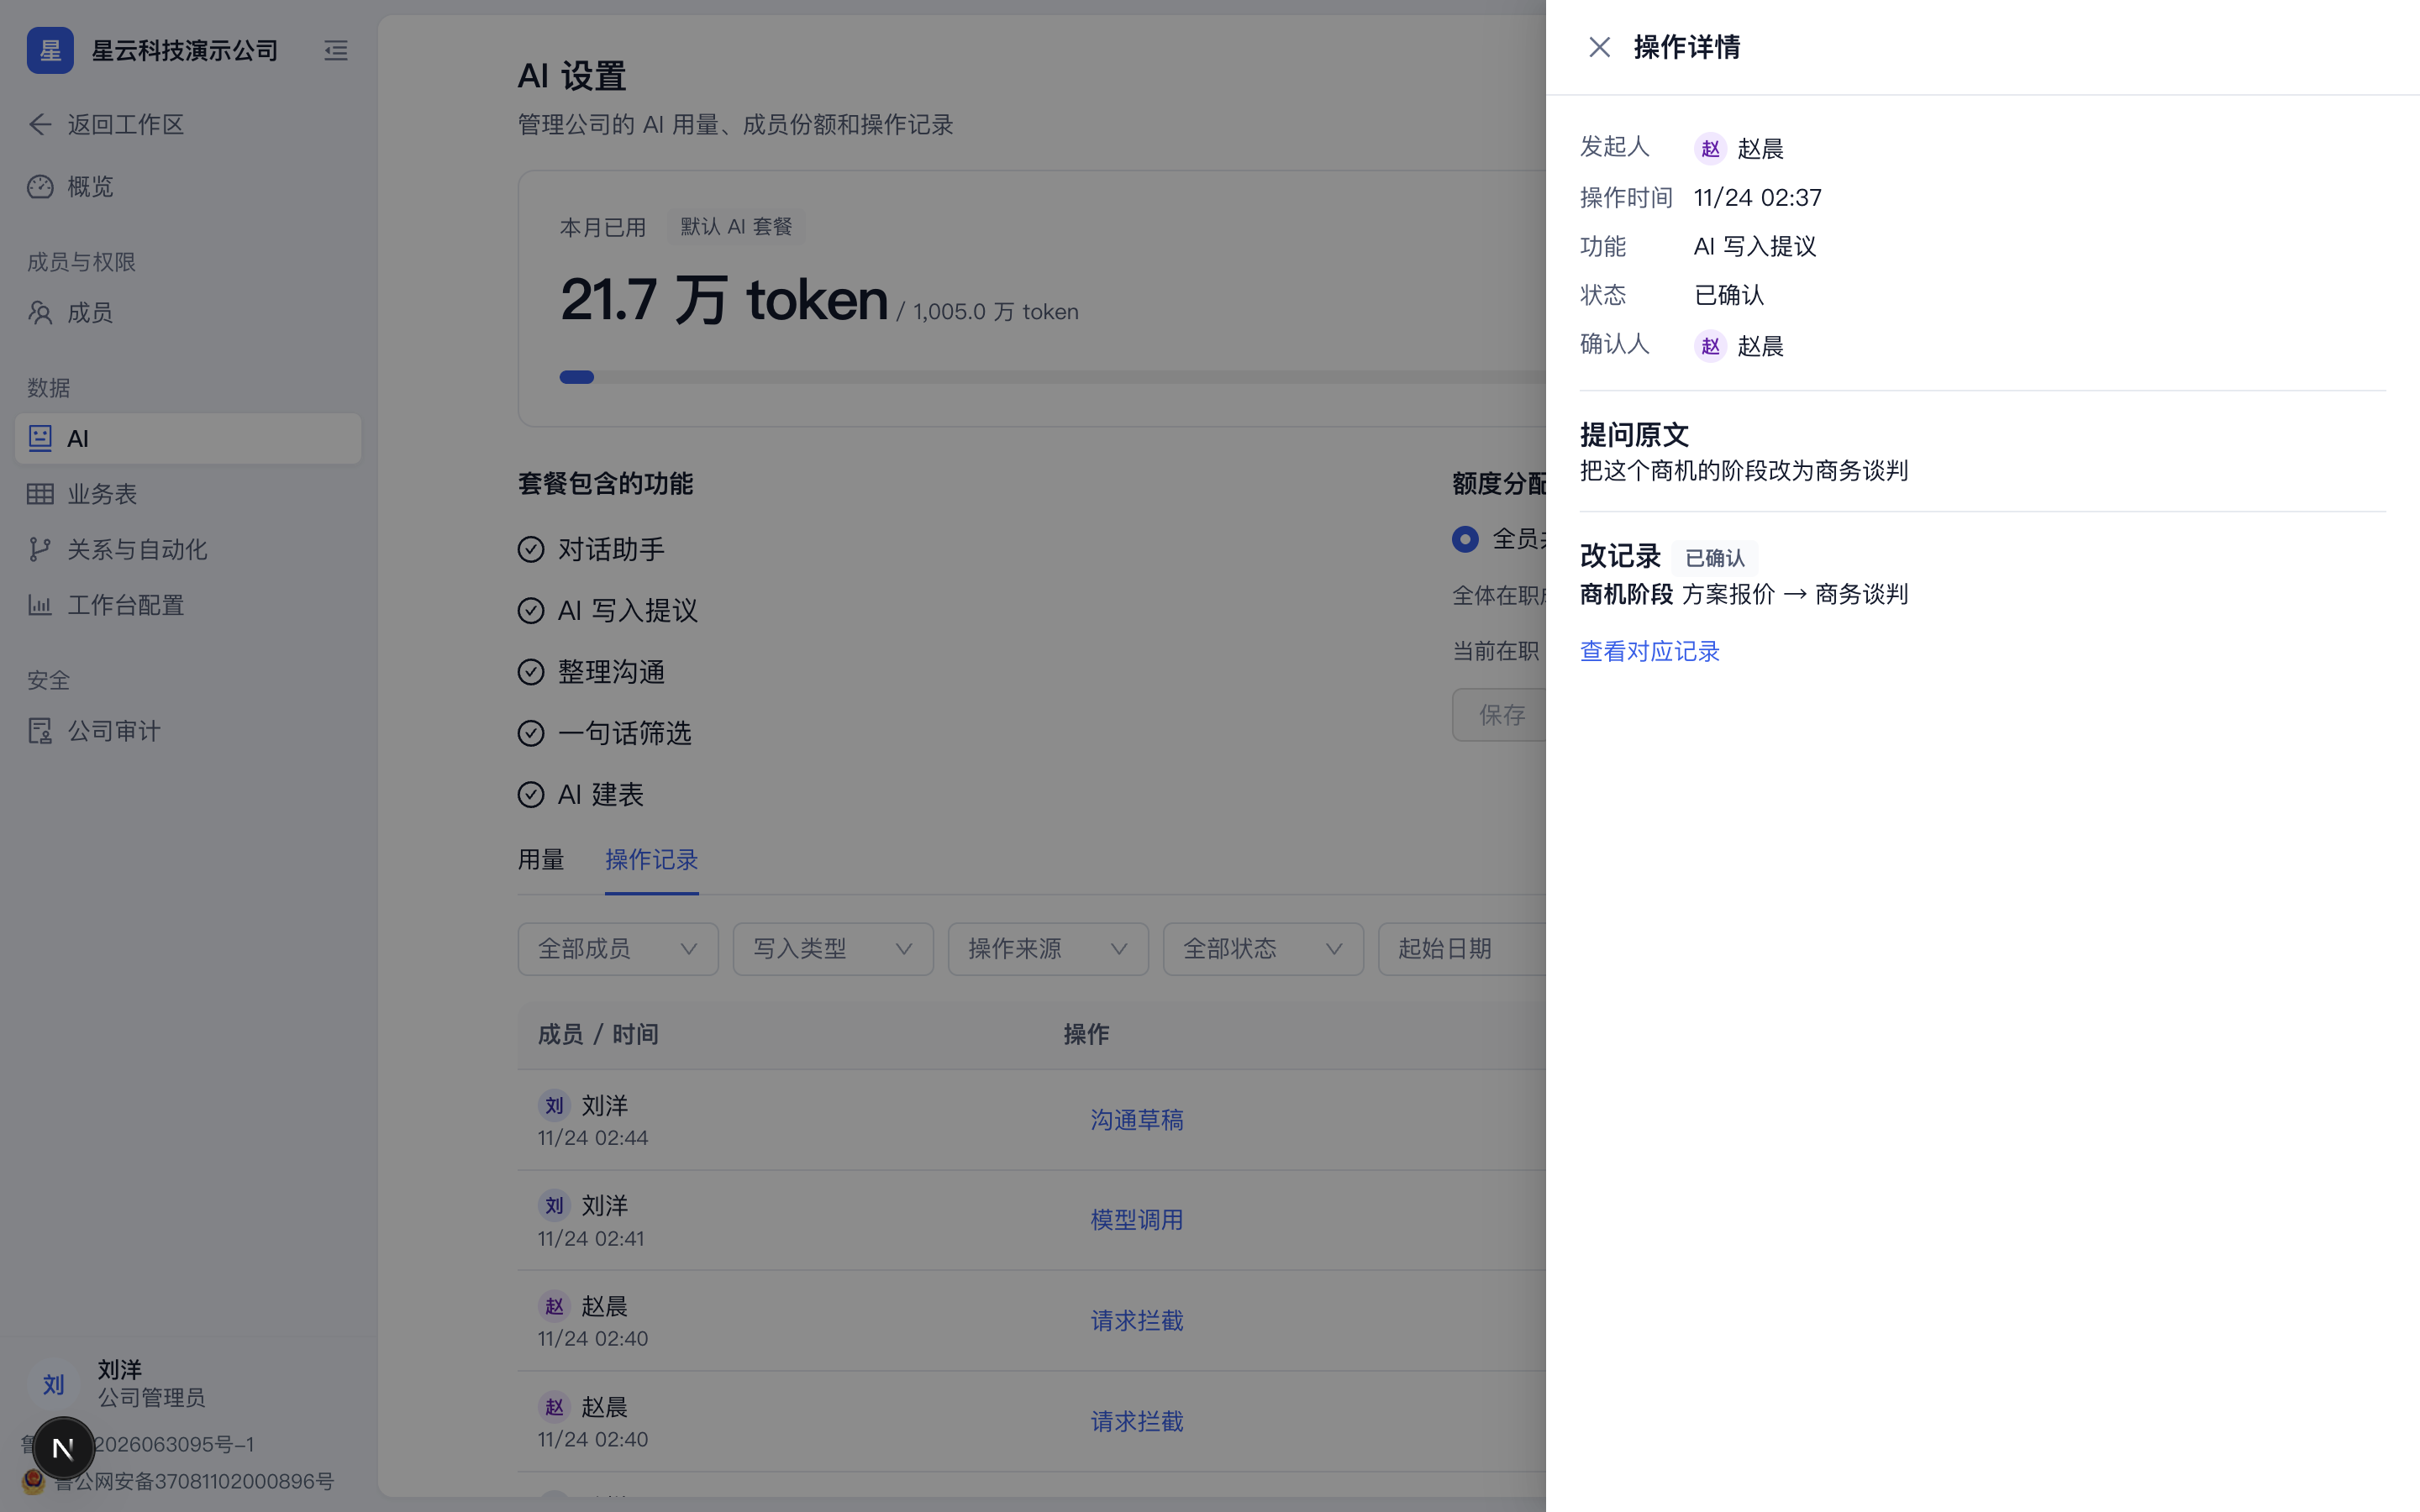 星 星云科技演示公司
返回工作区
概览
成员与权限
成员
数据
AI
业务表
关系与自动化
工作台配置
安全
公司审计
刘 刘洋
公司管理员
N
2026063095号-1
鲁公网安备37081102000896号
AI 设置
管理公司的 AI 用量、成员份额和操作记录
本月已用 默认 AI 套餐
21.7 万 token / 1,005.0 万 token
套餐包含的功能
对话助手
AI 写入提议
整理沟通
一句话筛选
AI 建表
额度分配
全员
全体在职
当前在职
保存
用量 操作记录
全部成员 写入类型 操作来源 全部状态 起始日期
成员 / 时间 操作
刘 刘洋
11/24 02:44
沟通草稿
刘 刘洋
11/24 02:41
模型调用
赵 赵晨
11/24 02:40
请求拦截
赵 赵晨
11/24 02:40
请求拦截
操作详情
发起人 赵 赵晨
操作时间 11/24 02:37
功能 AI 写入提议
状态 已确认
确认人 赵 赵晨
提问原文
把这个商机的阶段改为商务谈判
改记录 已确认
商机阶段 方案报价 → 商务谈判
查看对应记录